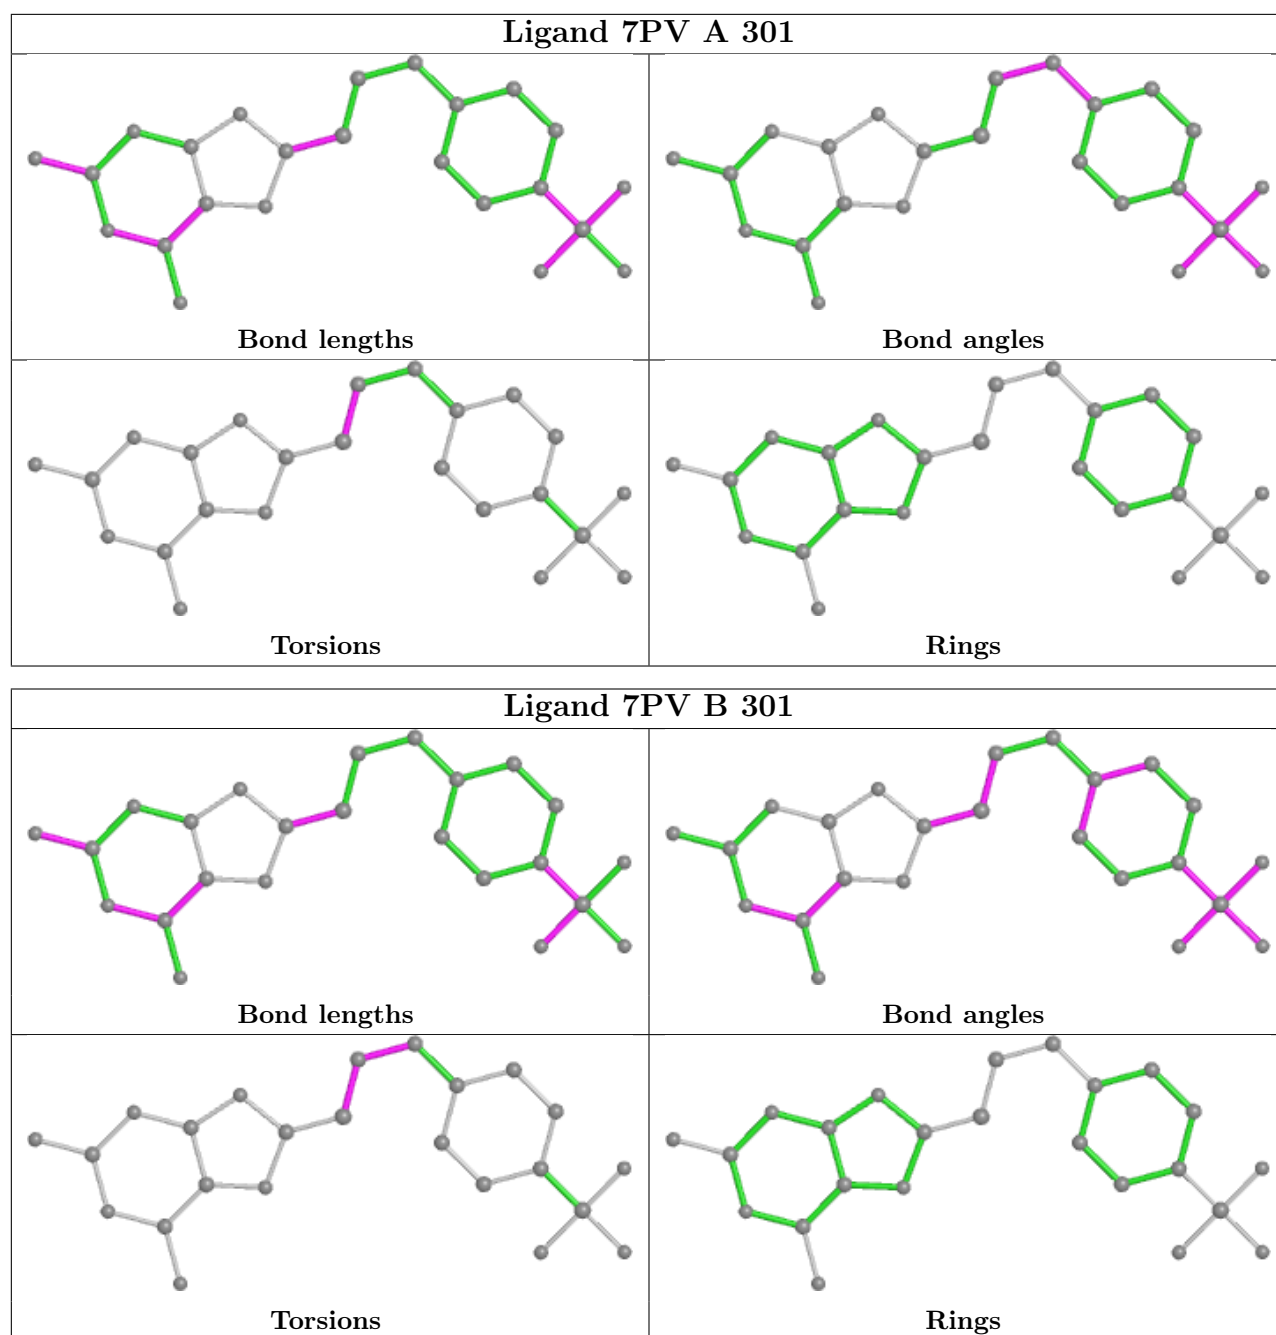 Ligand 7PV A 301
Bond lengths
Bond angles
Torsions
Rings
Ligand 7PV B 301
Bond lengths
Bond angles
Torsions
Rings